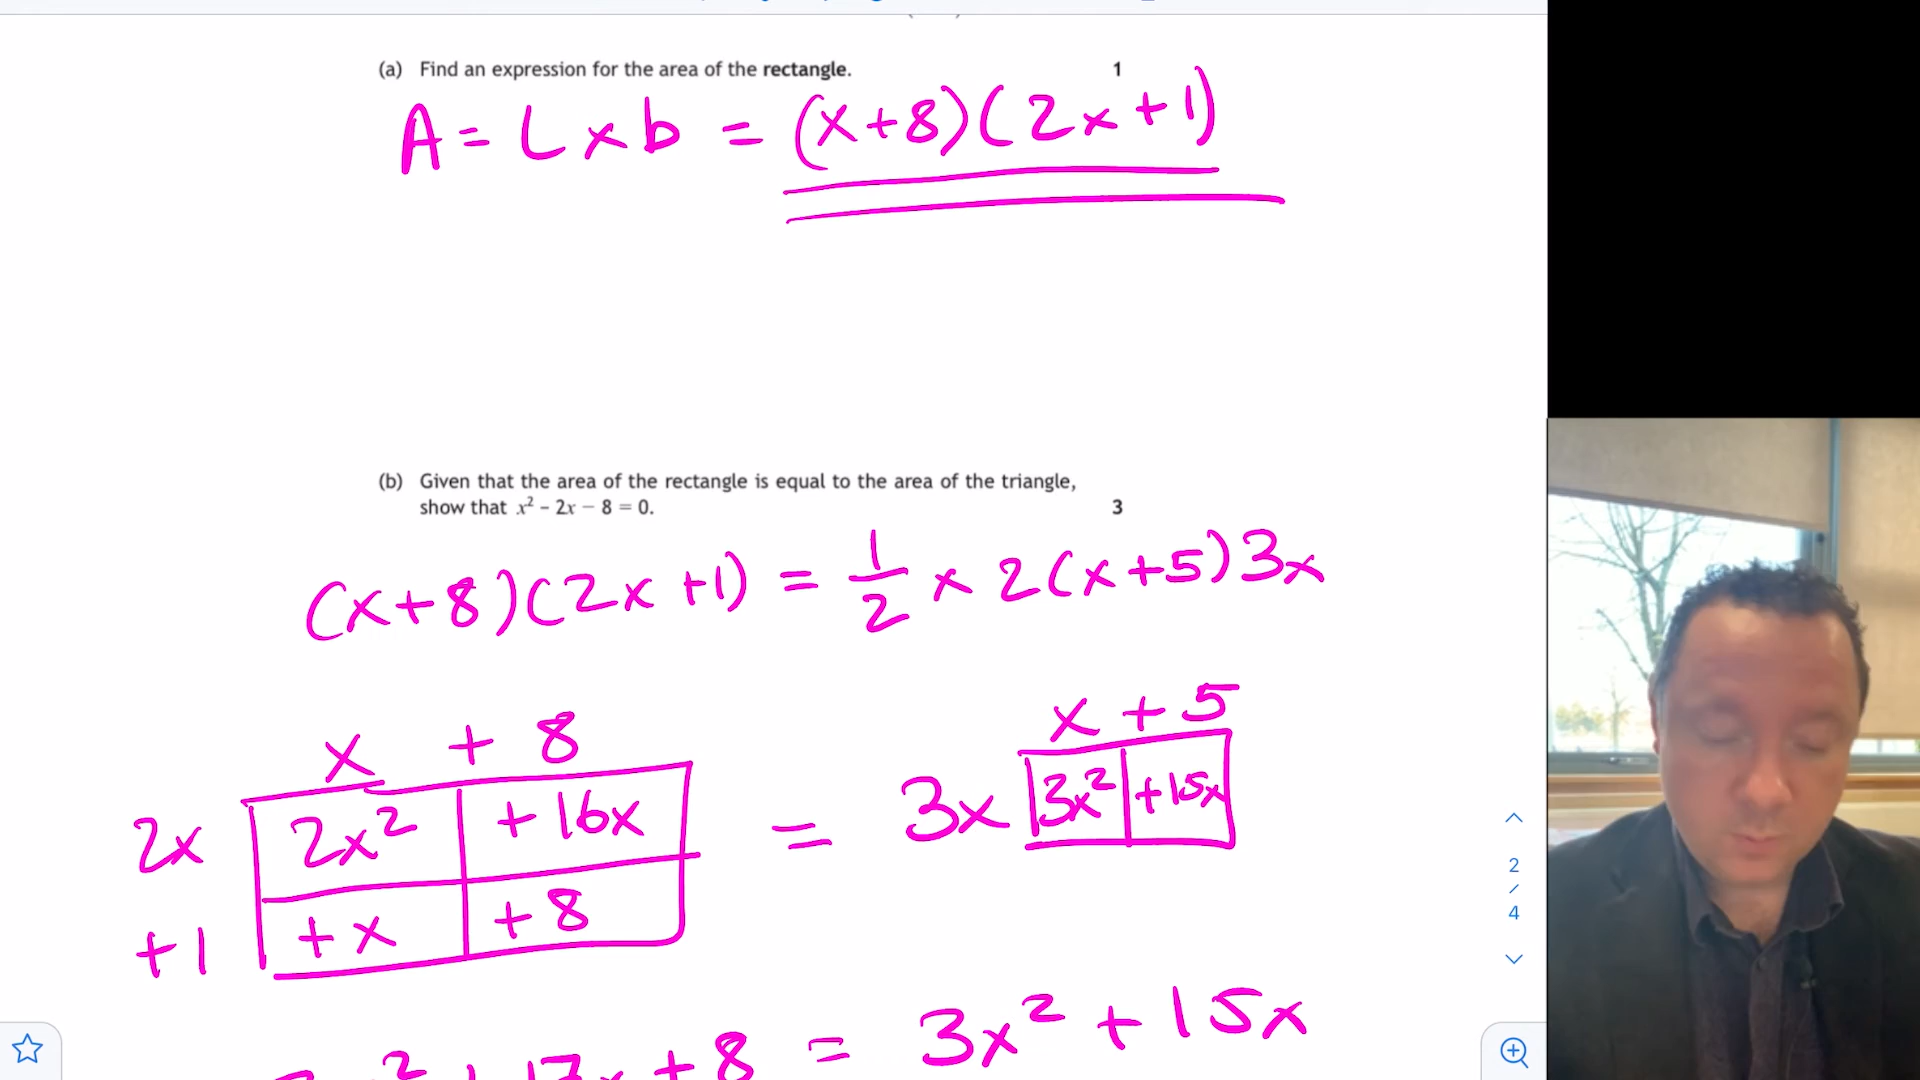 (a) Find an expression for the area of the rectangle. 1
A = L × b = (x+8)(2x+1)
(b) Given that the area of the rectangle is equal to the area of the triangle,
show that x² – 2x – 8 = 0. 3
(x+8)(2x+1) = 1/2 × 2(x+5)3x
x + 8
x + 5
2x 2x² +16x = 3x 3x² +15x
+1 +x +8
2
/
4
+ 17x + 8 = 3x² + 15x